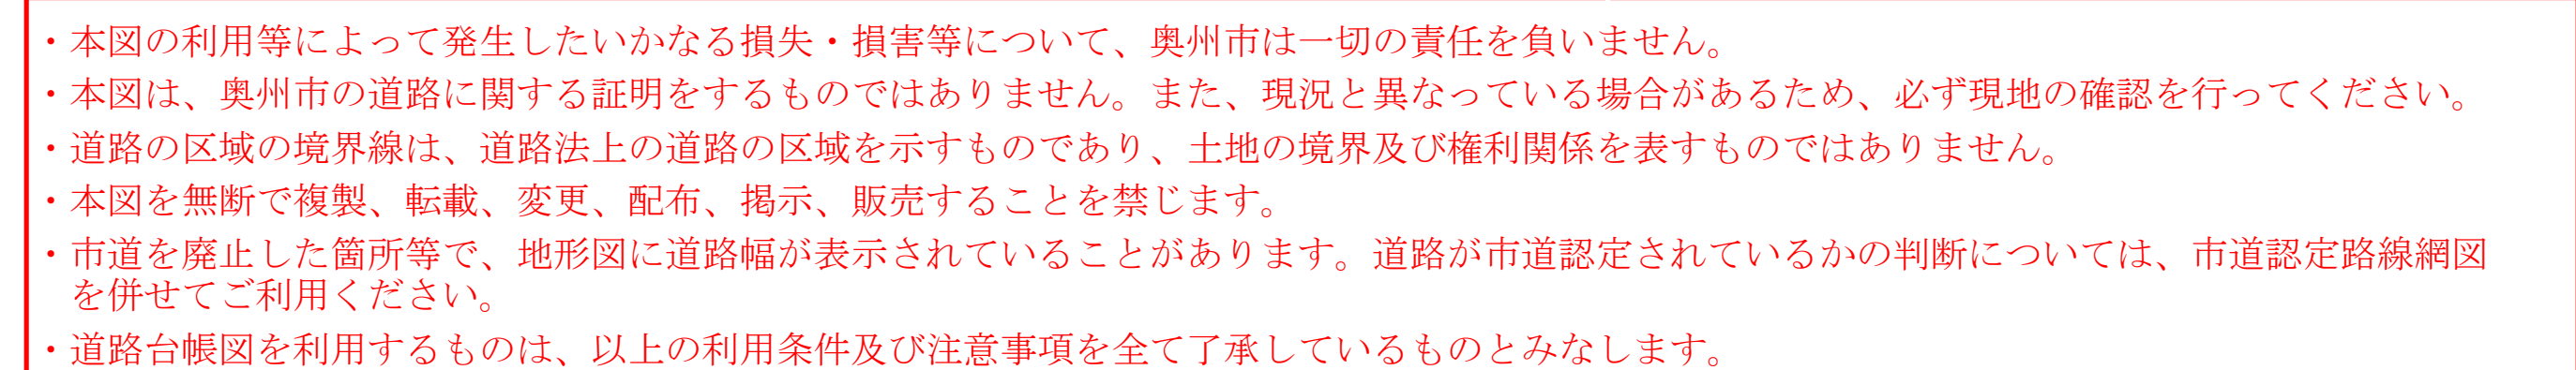 ・本図の利用等によって発生したいかなる損失・損害等について、奥州市は一切の責任を負いません。
・本図は、奥州市の道路に関する証明をするものではありません。また、現況と異なっている場合があるため、必ず現地の確認を行ってください。
・道路の区域の境界線は、道路法上の道路の区域を示すものであり、土地の境界及び権利関係を表すものではありません。
・本図を無断で複製、転載、変更、配布、掲示、販売することを禁じます。
・市道を廃止した箇所等で、地形図に道路幅が表示されていることがあります。道路が市道認定されているかの判断については、市道認定路線網図
を併せてご利用ください。
・道路台帳図を利用するものは、以上の利用条件及び注意事項を全て了承しているものとみなします。